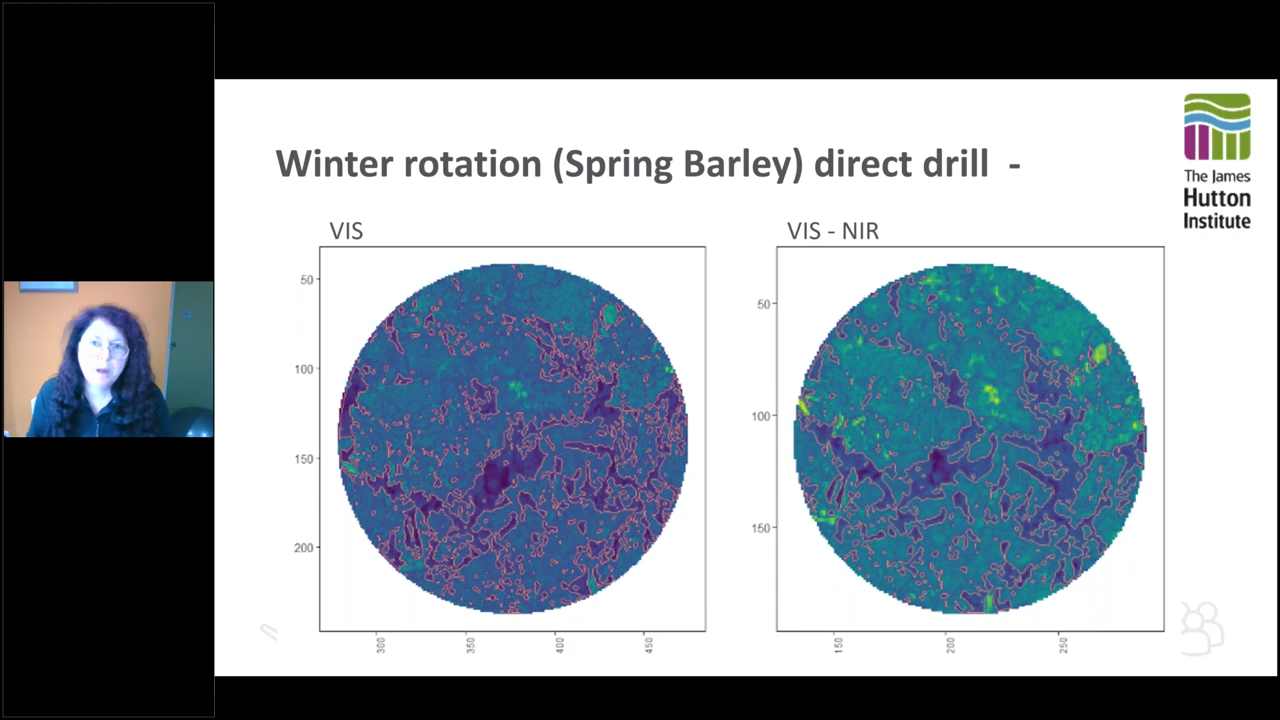 Winter rotation (Spring Barley) direct drill -
The James
Hutton
Institute
VIS
50
100
150
200
300
350
400
450
VIS - NIR
50
100
150
150
200
250